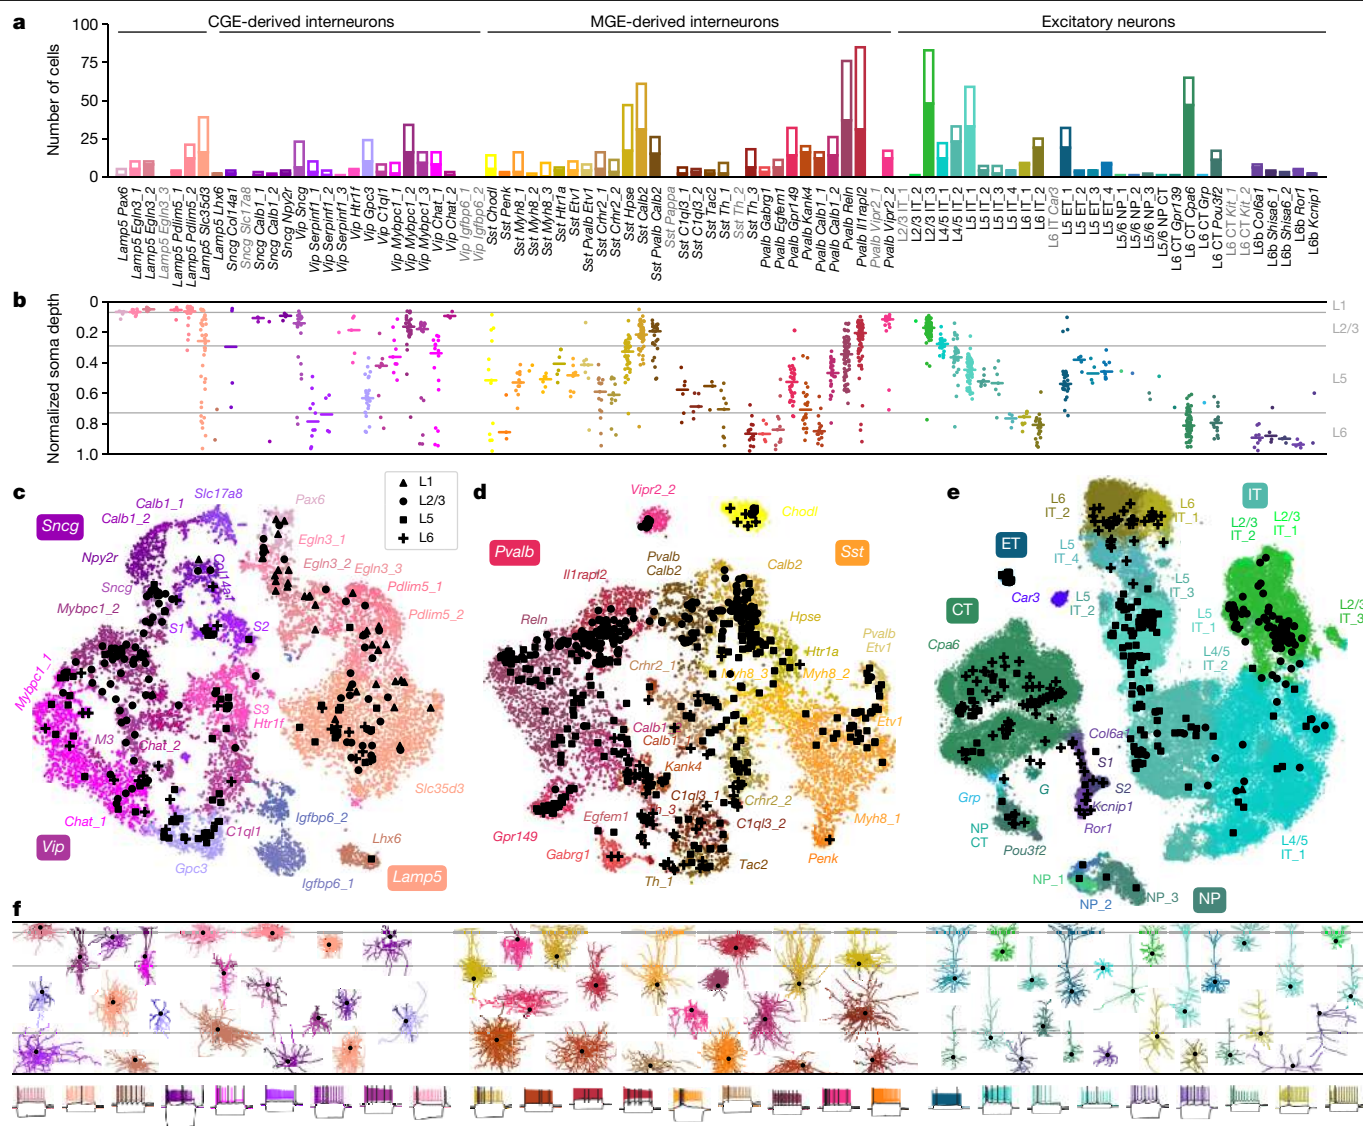 a
CGE-derived interneurons
MGE-derived interneurons
Excitatory neurons
Number of cells
100
75
50
25
0
Lamp5 Pax6
Lamp5 Egln3_1
Lamp5 Egln3_2
Lamp5 Egln3_3
Lamp5 Pdlim5_1
Lamp5 Pdlim5_2
Lamp5 Slc35d3
Lamp5 Lhx6
Sncg Col14a1
Sncg Slc17a8
Sncg Calb1_1
Sncg Calb1_2
Sncg Npy2r
Vip Sncg
Vip Serpinf1_1
Vip Serpinf1_2
Vip Serpinf1_3
Vip Htr1f
Vip Gpc3
Vip C1ql1
Vip Mybpc1_1
Vip Mybpc1_2
Vip Mybpc1_3
Vip Chat_1
Vip Chat_2
Vip Igfbp6_1
Vip Igfbp6_2
Sst Chodl
Sst Penk
Sst Myh8_1
Sst Myh8_2
Sst Myh8_3
Sst Htr1a
Sst Etv1
Sst Pvalb Etv1
Sst Crhr2_1
Sst Crhr2_2
Sst Hpse
Sst Calb2
Sst Pvalb Calb2
Sst Pappa
Sst C1ql3_1
Sst C1ql3_2
Sst Tac2
Sst Th_1
Sst Th_2
Sst Th_3
Pvalb Gabrg1
Pvalb Egfem1
Pvalb Gpr149
Pvalb Kank4
Pvalb Calb1_1
Pvalb Calb1_2
Pvalb Reln
Pvalb Il1rapl2
Pvalb Vipr2_1
Pvalb Vipr2_2
L2/3 IT_1
L2/3 IT_2
L2/3 IT_3
L4/5 IT_1
L4/5 IT_2
L5 IT_1
L5 IT_2
L5 IT_3
L5 IT_4
L6 IT_1
L6 IT_2
L6 IT Car3
L5 ET_1
L5 ET_2
L5 ET_3
L5 ET_4
L5/6 NP_1
L5/6 NP_2
L5/6 NP_3
L5/6 NP CT
L6 CT Gpr139
L6 CT Cpa6
L6 CT Grp
L6 CT Pou3f2
L6 CT Kit_1
L6 CT Kit_2
L6b Col6a1
L6b Shisa6_1
L6b Shisa6_2
L6b Ror1
L6b Kcnip1
b
Normalized soma depth
0
0.2
0.4
0.6
0.8
1.0
L1
L2/3
L5
L6
c
Sncg
Calb1_1
Slc17a8
Calb1_2
Npy2r
Sncg
Mybpc1_2
Col14a1
S1
S2
Mybpc1_1
M3
Chat_2
S3
Htr1f
Chat_1
Vip
Gpc3
C1ql1
Igfbp6_2
Igfbp6_1
Pax6
Egln3_1
Egln3_2
Egln3_3
Pdlim5_1
Pdlim5_2
Slc35d3
Lhx6
Lamp5
L1
L2/3
L5
L6
d
Vipr2_2
Chodl
Pvalb
Sst
Pvalb
Calb2
Calb2
Il1rapl2
Reln
Hpse
Pvalb
Etv1
Htr1a
Crhr2_1
Myh8_3
Myh8_2
Calb1
Etv1
Kank4
C1ql3_1
Crhr2_2
C1ql3_2
Egfem1
Gpr149
Gabrg1
Th_1
Tac2
Myh8_1
Penk
e
L6
IT_2
L6
IT_1
IT
ET
L5
IT_4
L2/3
IT_2
L2/3
IT_1
Car3
L5
IT_2
L5
IT_3
L5
IT_1
L2/3
IT_3
CT
Cpa6
L4/5
IT_2
Col6a1
S1
S2
Grp
G
Kcnip1
Ror1
NP
CT
Pou3f2
L4/5
IT_1
NP_1
NP_2
NP_3
NP
f